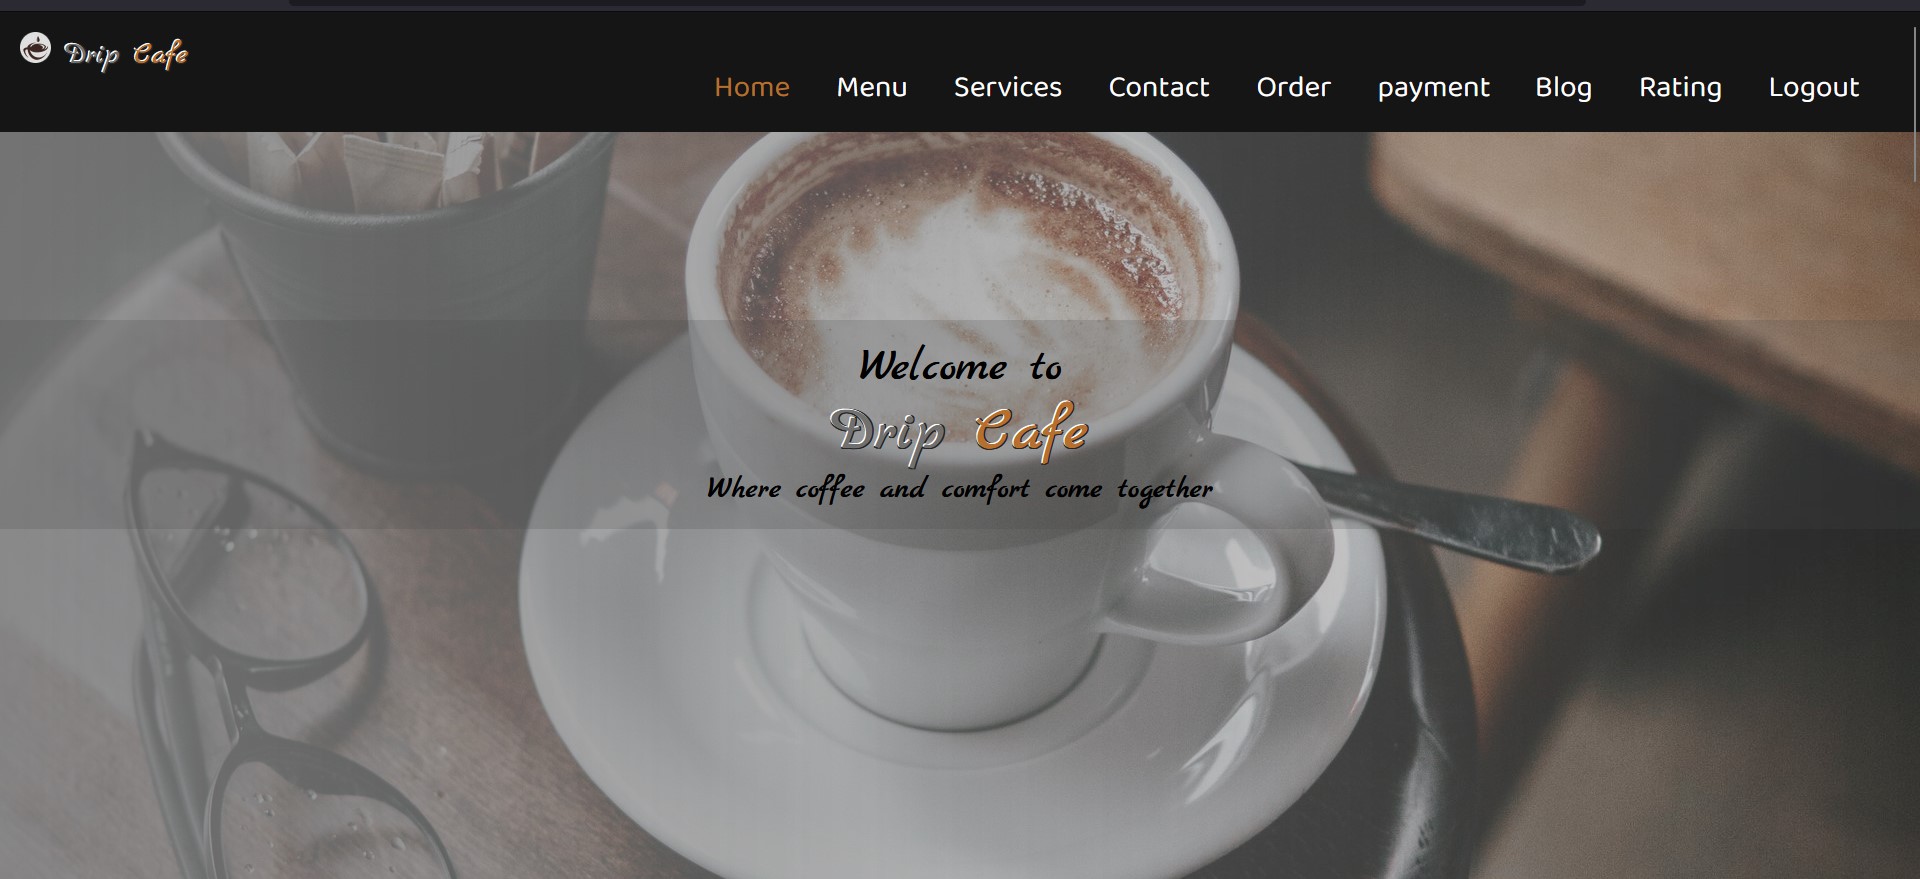 Drip Cafe
Home Menu Services Contact Order payment Blog Rating Logout
Welcome to
Drip Cafe
Where coffee and comfort come together